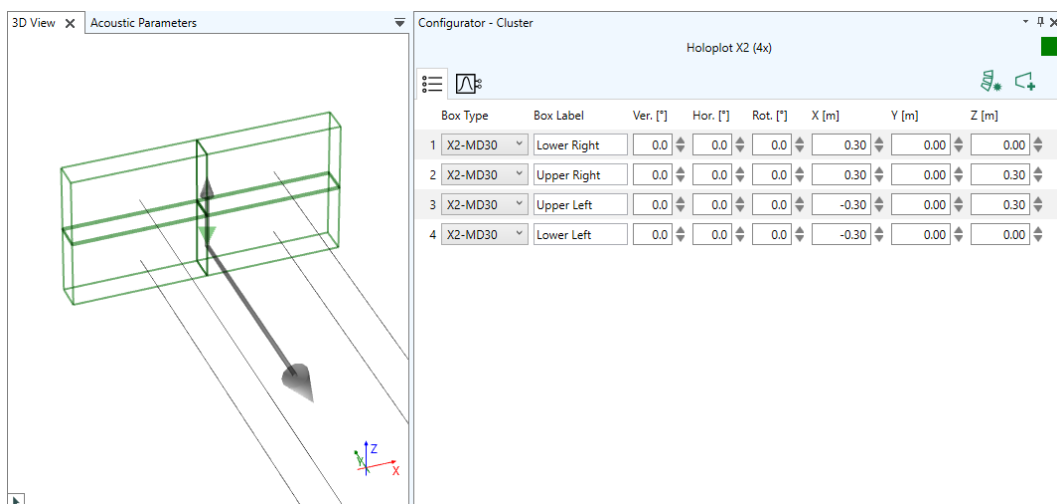 3D View X Acoustic Parameters
Configurator - Cluster
Holoplot X2 (4x)
Box Type Box Label Ver. [°] Hor. [°] Rot. [°] X [m] Y [m] Z [m]
1 X2-MD30 Lower Right 0.0 0.0 0.0 0.30 0.00 0.00
2 X2-MD30 Upper Right 0.0 0.0 0.0 0.30 0.00 0.30
3 X2-MD30 Upper Left 0.0 0.0 0.0 -0.30 0.00 0.30
4 X2-MD30 Lower Left 0.0 0.0 0.0 -0.30 0.00 0.00
Z
Y
X